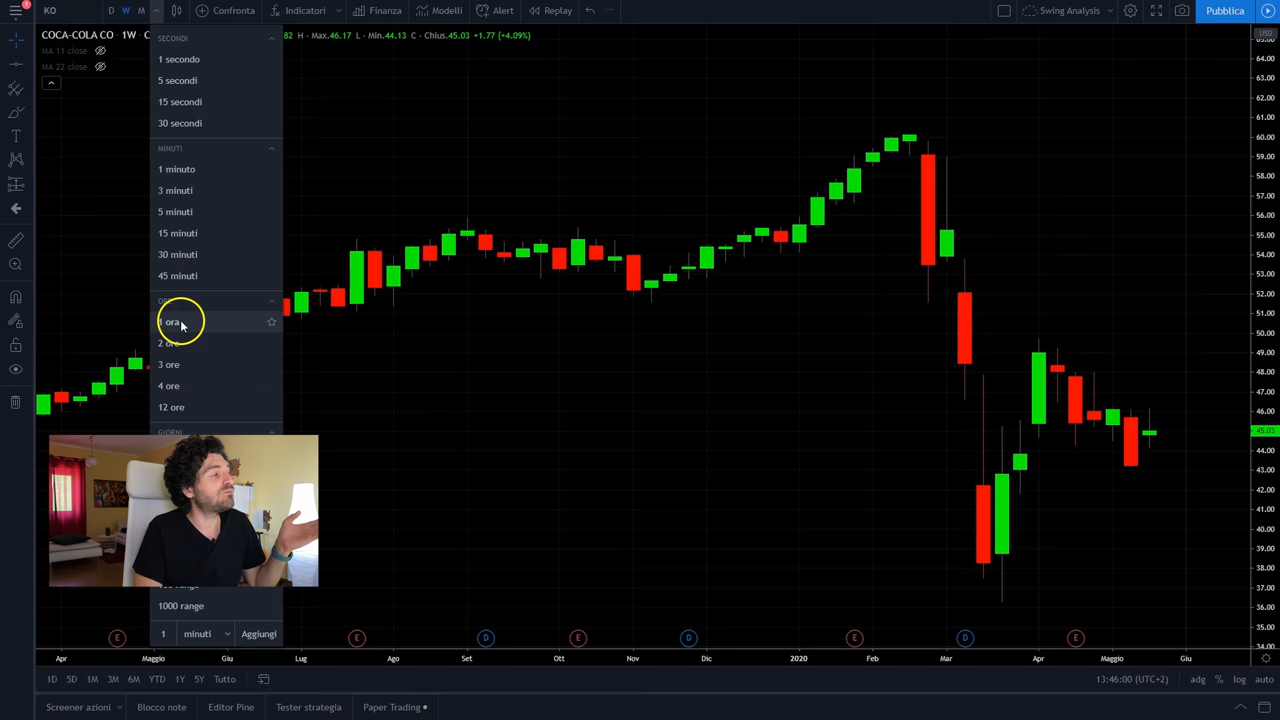 1
KO
D W M
Confronta
Indicatori
Finanza
Modelli
Alert
Replay
Swing Analysis
Pubblica
COCA-COLA CO · 1W · C
82 H - Max.46.17 L - Min.44.13 C - Chius.45.03 +1.77 (+4.09%)
MA 11 close
MA 22 close
SECONDI
1 secondo
5 secondi
15 secondi
30 secondi
MINUTI
1 minuto
3 minuti
5 minuti
15 minuti
30 minuti
45 minuti
ORE
1 ora
2 ore
3 ore
4 ore
12 ore
GIORNI
1000 range
1 minuti Aggiungi
USD
64.00
63.00
62.00
61.00
60.00
59.00
58.00
57.00
56.00
55.00
54.00
53.00
52.00
51.00
50.00
49.00
48.00
47.00
46.00
45.03
44.00
43.00
42.00
41.00
40.00
39.00
38.00
37.00
36.00
35.00
34.00
E E D E D E D E
Apr Maggio Giu Lug Ago Set Ott Nov Dic 2020 Feb Mar Apr Maggio Giu
1D 5D 1M 3M 6M YTD 1Y 5Y Tutto
13:46:00 (UTC+2) adg % log auto
Screener azioni
Blocco note
Editor Pine
Tester strategia
Paper Trading